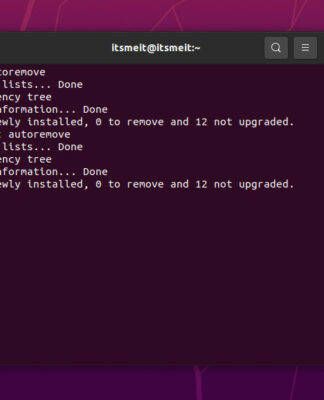 itsmeit@itsmeit:~
toremove
lists... Done
ency tree
nformation... Done
ewly installed, 0 to remove and 12 not upgraded.
autoremove
lists... Done
ency tree
nformation... Done
ewly installed, 0 to remove and 12 not upgraded.